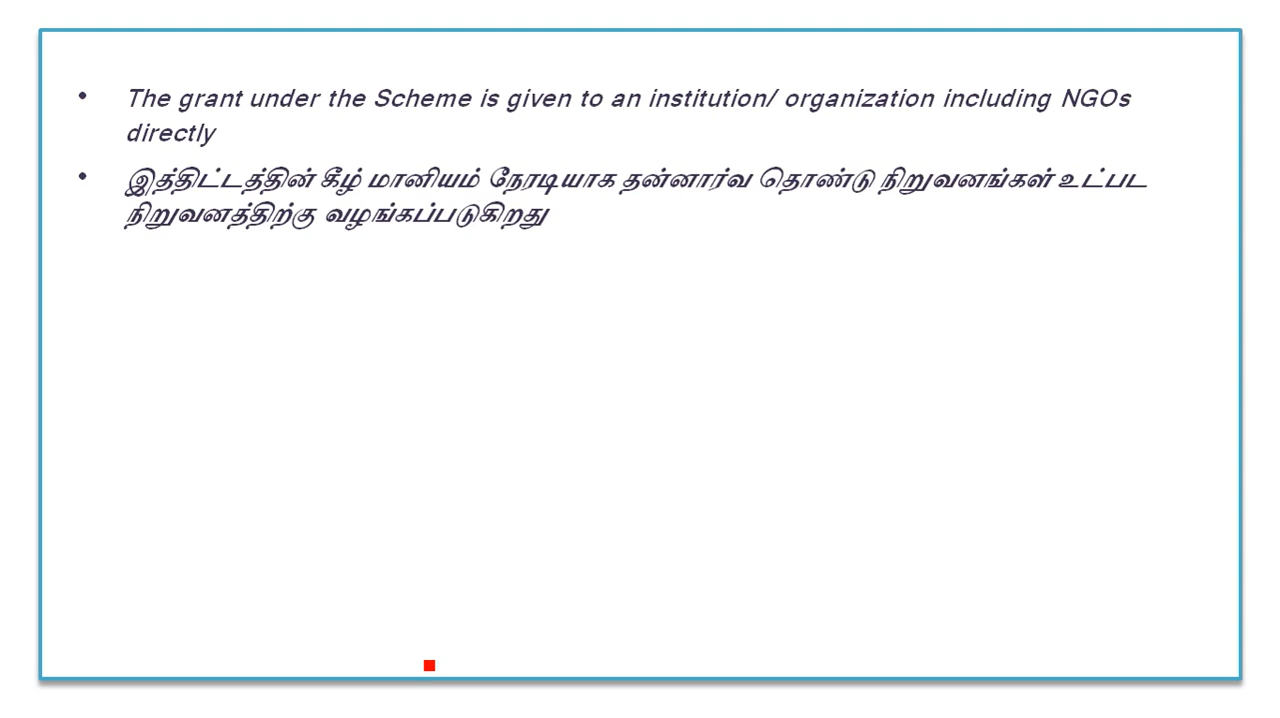 • The grant under the Scheme is given to an institution/ organization including NGOs
directly
• இத்திட்டத்தின் கீழ் மானியம் நேரடியாக தன்னார்வ தொண்டு நிறுவனங்கள் உட்பட
நிறுவனத்திற்கு வழங்கப்படுகிறது